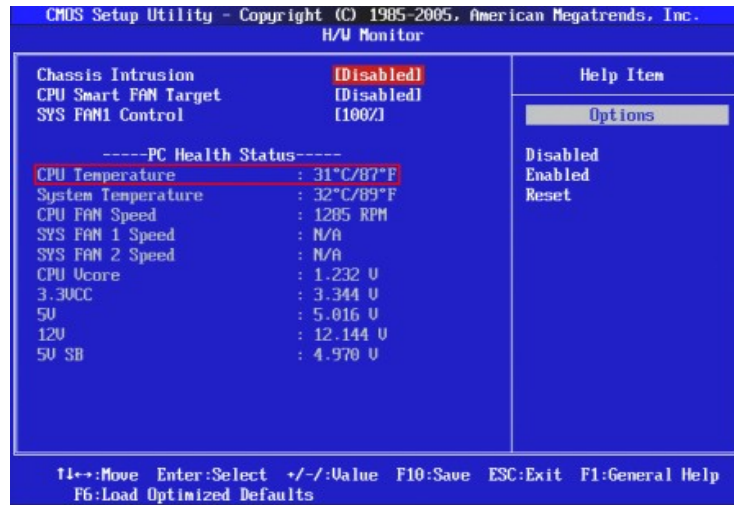 CMOS Setup Utility - Copyright (C) 1985-2005, American Megatrends, Inc.
H/W Monitor
Chassis Intrusion [Disabled]
CPU Smart FAN Target [Disabled]
SYS FAN1 Control [100%]
-----PC Health Status-----
CPU Temperature : 31°C/87°F
System Temperature : 32°C/89°F
CPU FAN Speed : 1285 RPM
SYS FAN 1 Speed : N/A
SYS FAN 2 Speed : N/A
CPU Vcore : 1.232 V
3.3VCC : 3.344 V
5V : 5.016 V
12V : 12.144 V
5V SB : 4.970 V
Help Item
Options
Disabled
Enabled
Reset
↑↓←→:Move Enter:Select +/-/:Value F10:Save ESC:Exit F1:General Help
F6:Load Optimized Defaults